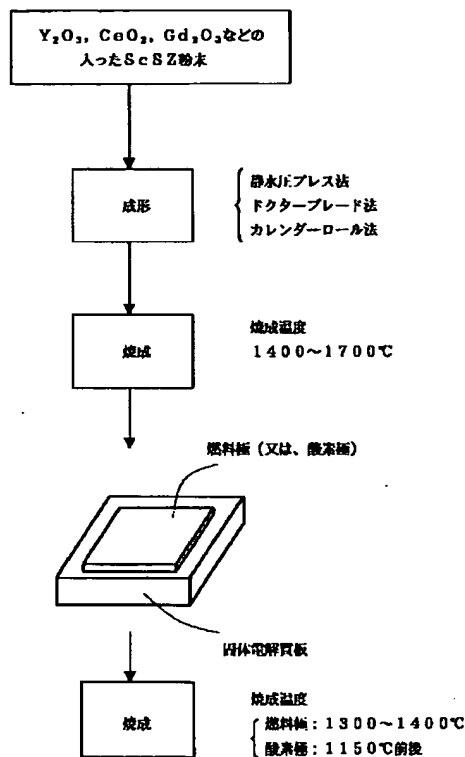 Y₂O₃, CeO₂, Gd₂O₃などの
入ったScSZ粉末
成形
静水圧プレス法
ドクターブレード法
カレンダーロール法
焼成
焼成温度
1400～1700℃
燃料極（又は、酸素極）
固体電解質板
焼成
焼成温度
燃料極：1300～1400℃
酸素極：1150℃前後